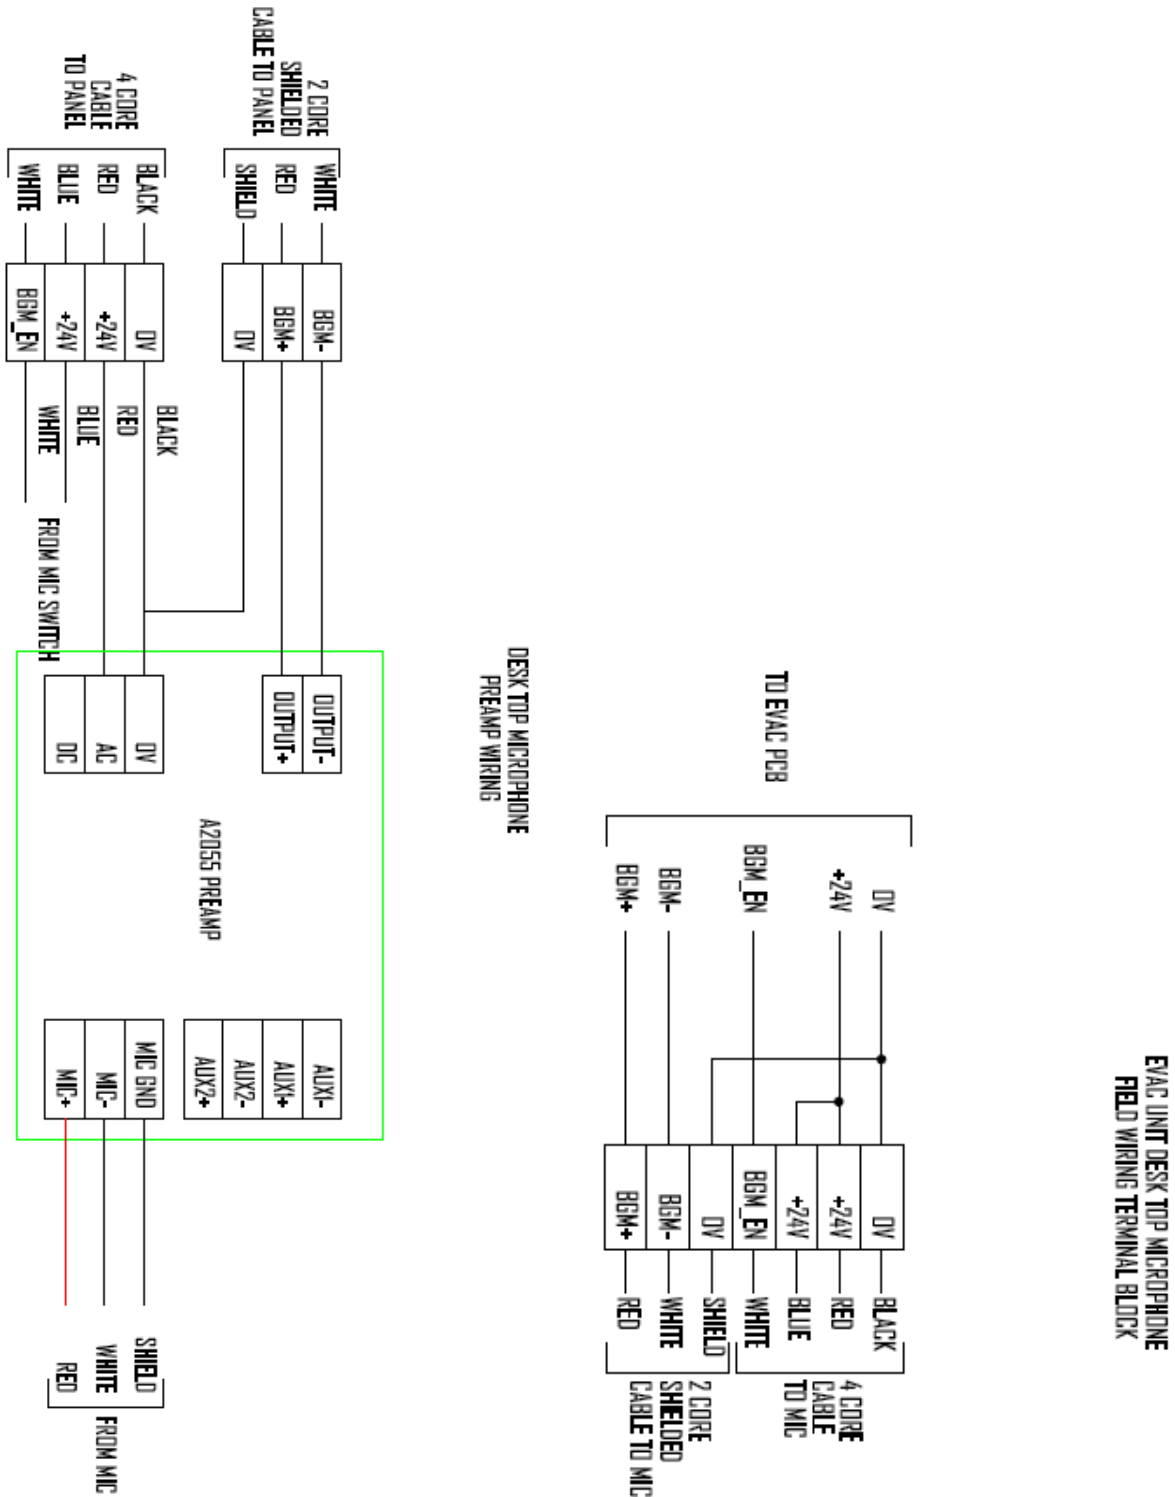 EVAC UNIT DESK TOP MICROPHONE
FIELD WIRING TERMINAL BLOCK
TO EVAC PCB
0V 0V BLACK
+24V +24V RED
+24V BLUE
BGM_EN BGM_EN WHITE
0V SHIELD
BGM- BGM- WHITE
BGM+ BGM+ RED
4 CORE
CABLE
TO MIC
2 CORE
SHIELDED
CABLE TO MIC
DESK TOP MICROPHONE
PREAMP WIRING
2 CORE
SHIELDED
CABLE TO PANEL
WHITE BGM- OUTPUT- AUX1-
RED BGM+ OUTPUT+ AUX1+
SHIELD 0V AUX2-
A2055 PREAMP
AUX2+
4 CORE
CABLE
TO PANEL
BLACK 0V BLACK 0V MIC GND SHIELD
RED +24V RED AC MIC- WHITE
BLUE +24V BLUE DC MIC+ RED
WHITE BGM_EN WHITE
FROM MIC SWITCH
FROM MIC